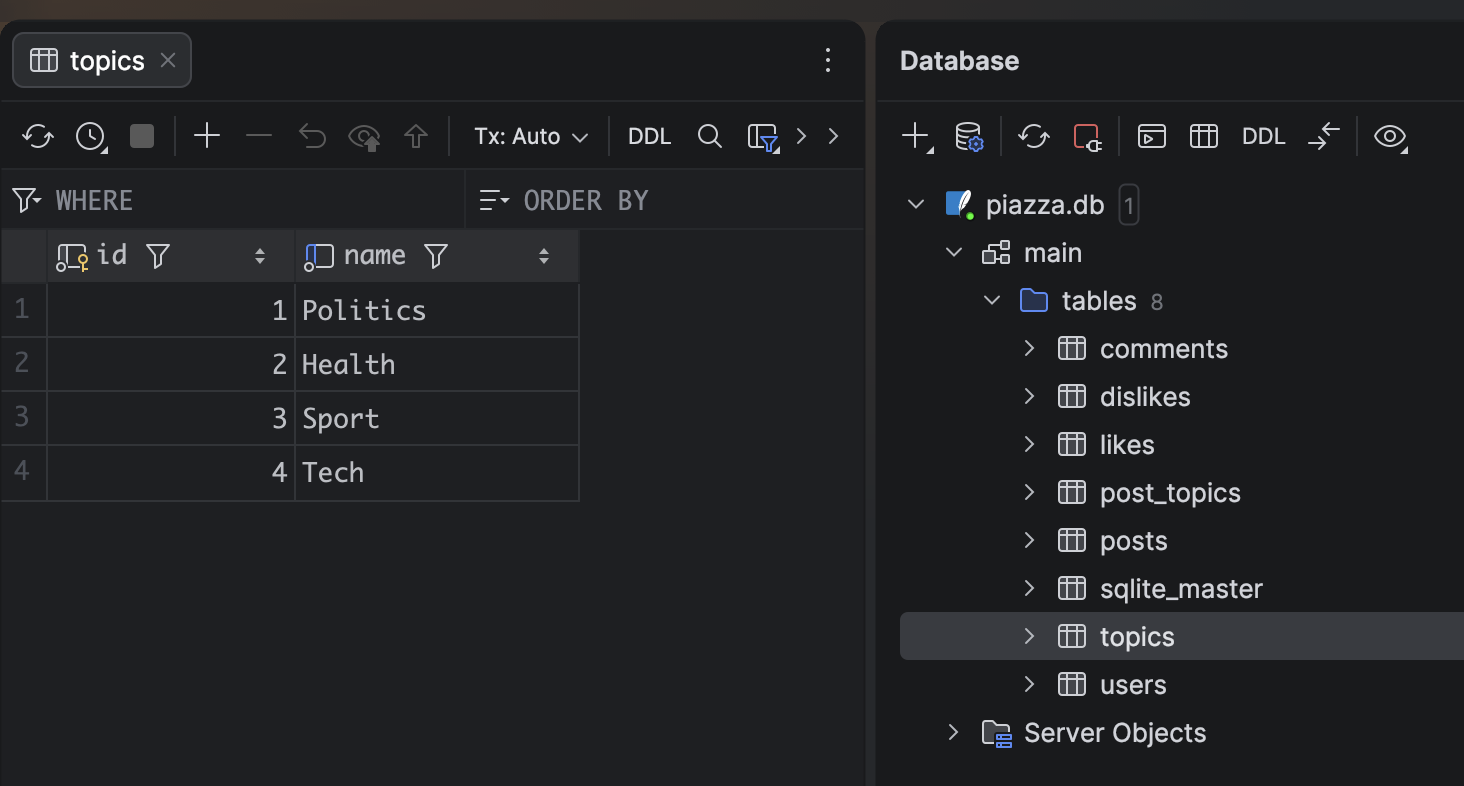 topics
Tx: Auto
DDL
WHERE
ORDER BY
id
name
1
1
Politics
2
2
Health
3
3
Sport
4
4
Tech
Database
DDL
piazza.db 1
main
tables 8
comments
dislikes
likes
post_topics
posts
sqlite_master
topics
users
Server Objects